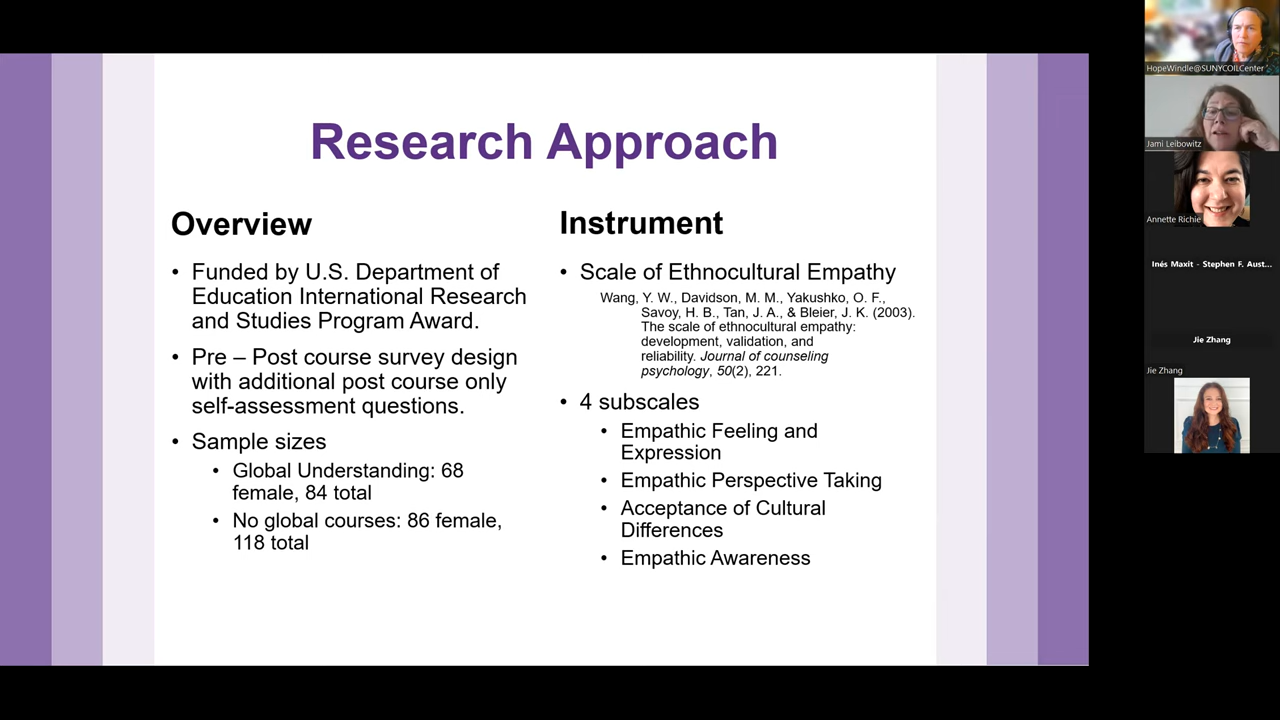 Research Approach
Overview
• Funded by U.S. Department of
Education International Research
and Studies Program Award.
• Pre – Post course survey design
with additional post course only
self-assessment questions.
• Sample sizes
• Global Understanding: 68
female, 84 total
• No global courses: 86 female,
118 total
Instrument
• Scale of Ethnocultural Empathy
Wang, Y. W., Davidson, M. M., Yakushko, O. F.,
Savoy, H. B., Tan, J. A., & Bleier, J. K. (2003).
The scale of ethnocultural empathy:
development, validation, and
reliability. Journal of counseling
psychology, 50(2), 221.
• 4 subscales
• Empathic Feeling and
Expression
• Empathic Perspective Taking
• Acceptance of Cultural
Differences
• Empathic Awareness
HopeWindle@SUNYCOILCenter
Jami Leibowitz
Annette Richie
Inés Maxit - Stephen F. Aust...
Jie Zhang
Jie Zhang